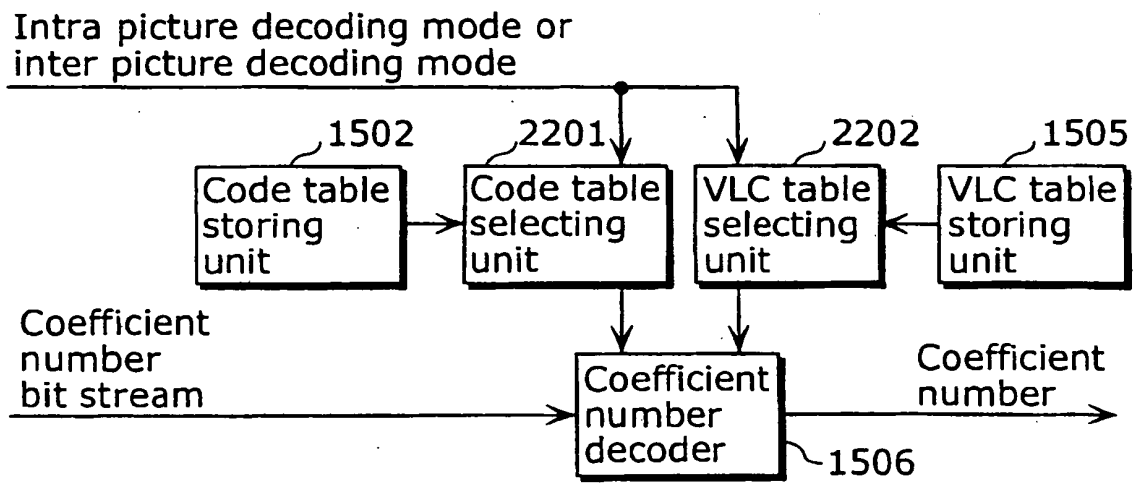 Intra picture decoding mode or
inter picture decoding mode
1502
2201
2202
1505
Code table
storing
unit
Code table
selecting
unit
VLC table
selecting
unit
VLC table
storing
unit
Coefficient
number
bit stream
Coefficient
number
decoder
Coefficient
number
1506